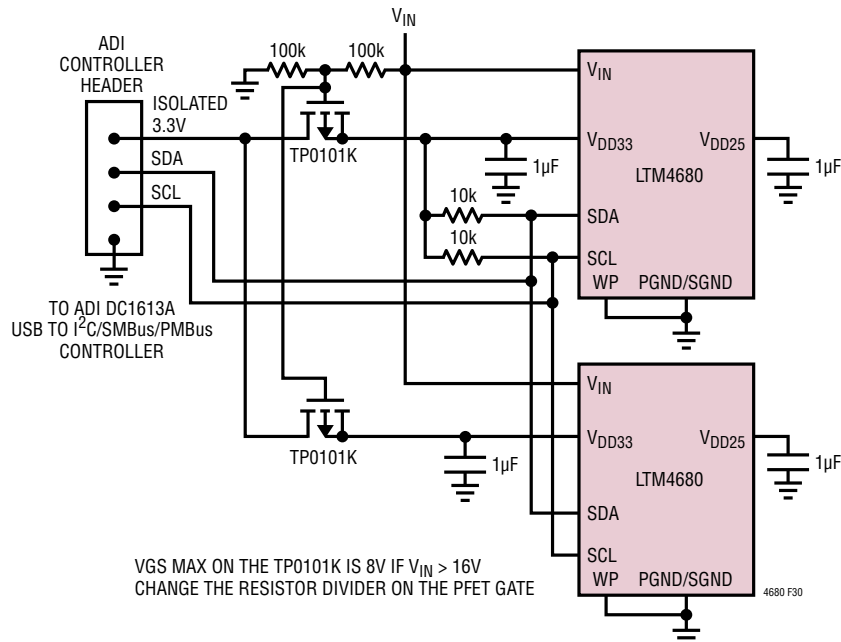 VIN
ADI
CONTROLLER
HEADER
100k 100k
ISOLATED
3.3V
TP0101K
SDA
SCL
1µF
10k
10k
VIN
VDD33 VDD25
LTM4680
SDA
SCL
WP PGND/SGND
1µF
TO ADI DC1613A
USB TO I2C/SMBus/PMBus
CONTROLLER
TP0101K
1µF
VIN
VDD33 VDD25
LTM4680
SDA
SCL
WP PGND/SGND
1µF
VGS MAX ON THE TP0101K IS 8V IF VIN > 16V
CHANGE THE RESISTOR DIVIDER ON THE PFET GATE
4680 F30